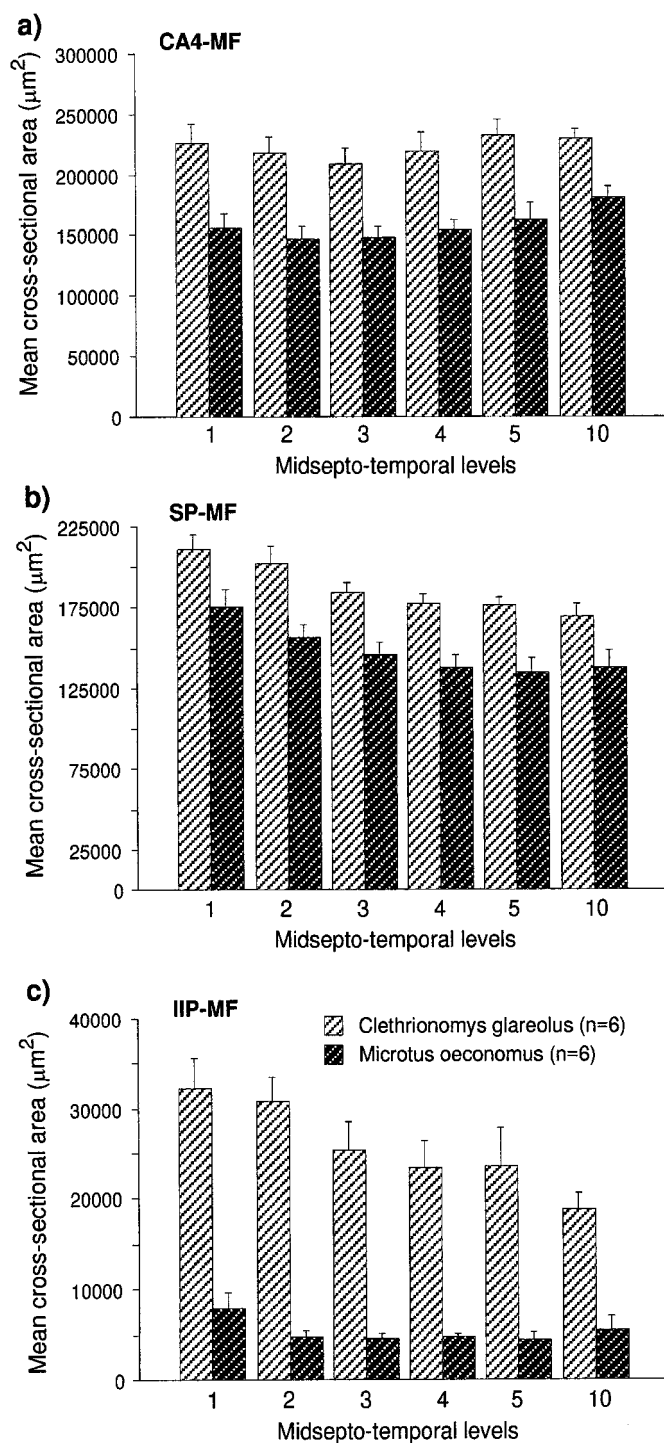 a)
CA4-MF
Mean cross-sectional area (µm²)
300000
250000
200000
150000
100000
50000
0
1 2 3 4 5 10
Midsepto-temporal levels
b)
SP-MF
Mean cross-sectional area (µm²)
225000
175000
125000
75000
25000
0
1 2 3 4 5 10
Midsepto-temporal levels
c)
IIP-MF
Clethrionomys glareolus (n=6)
Microtus oeconomus (n=6)
Mean cross-sectional area (µm²)
40000
30000
20000
10000
0
1 2 3 4 5 10
Midsepto-temporal levels